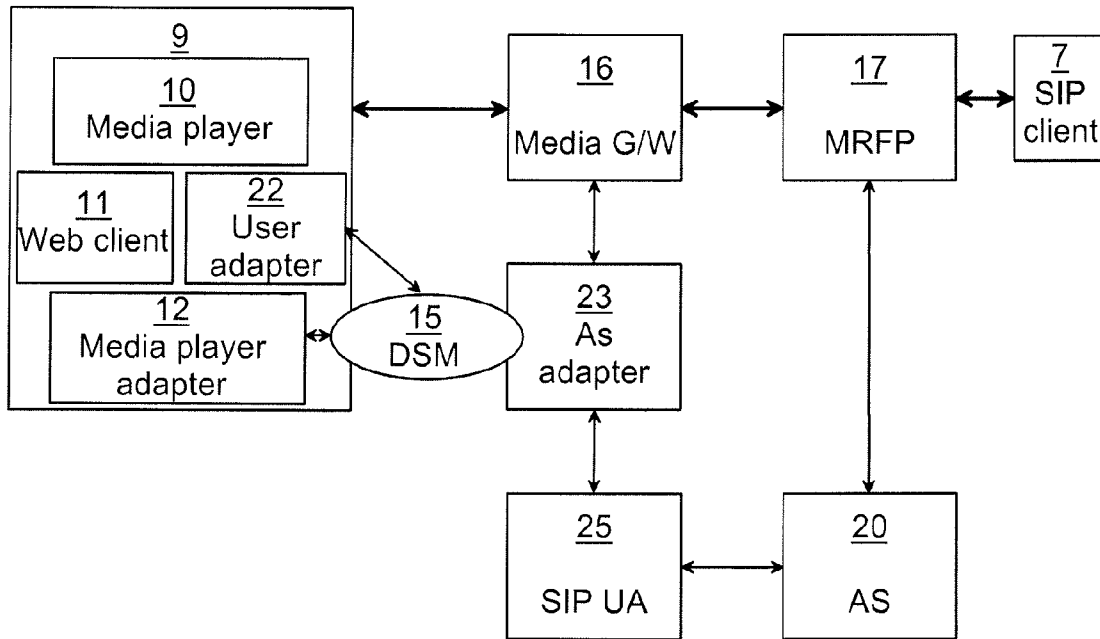 9
10
Media player
11
Web client
22
User
adapter
12
Media player
adapter
15
DSM
16
Media G/W
17
MRFP
7
SIP
client
23
As
adapter
25
SIP UA
20
AS